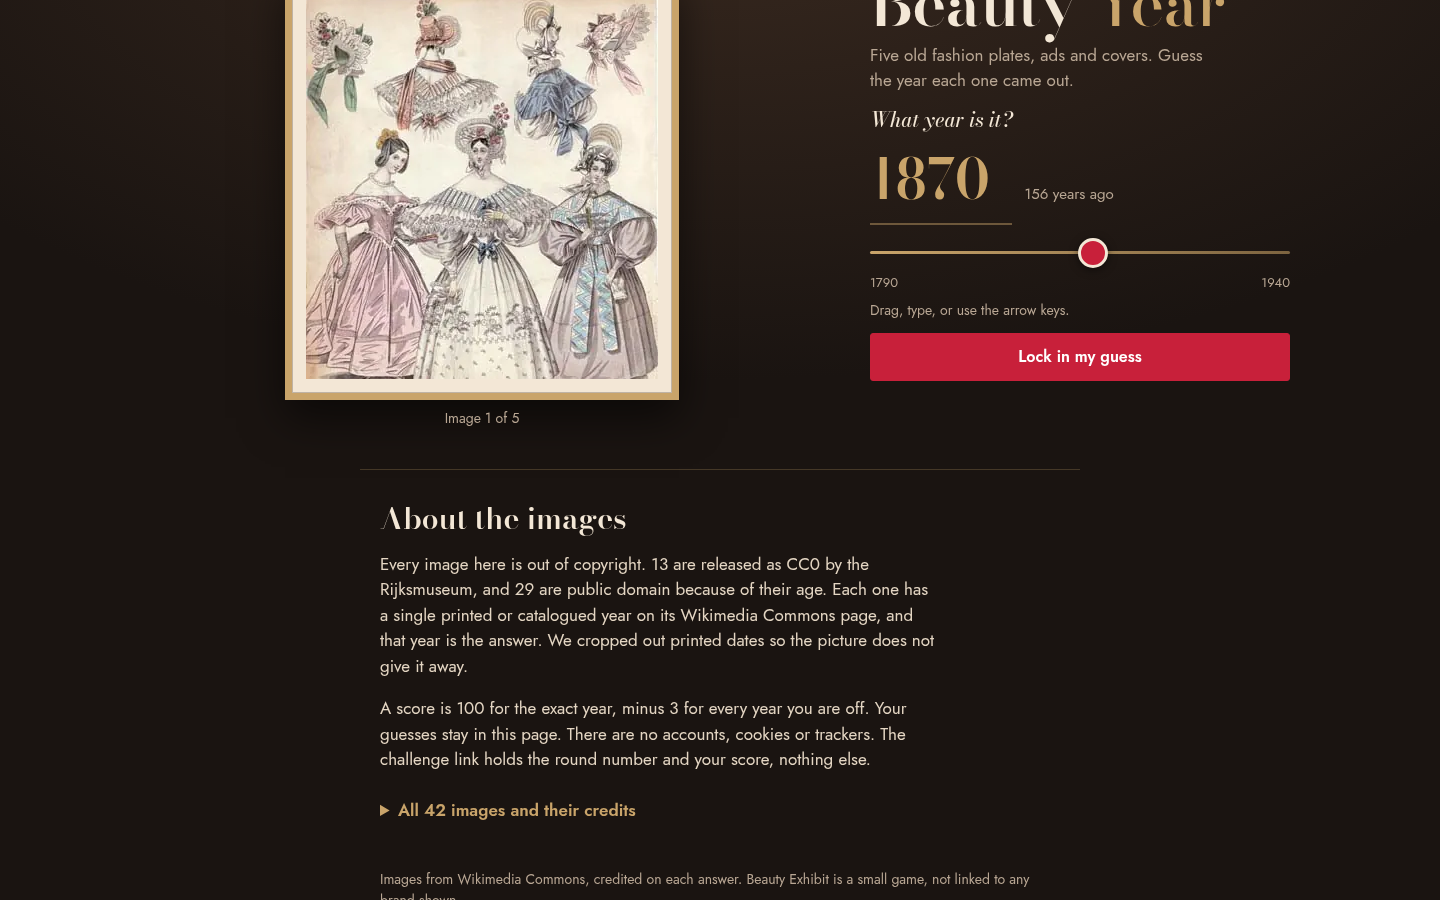 Beauty Year
Five old fashion plates, ads and covers. Guess
the year each one came out.
What year is it?
1870
156 years ago
1790
1940
Drag, type, or use the arrow keys.
Lock in my guess
Image 1 of 5
About the images
Every image here is out of copyright. 13 are released as CC0 by the
Rijksmuseum, and 29 are public domain because of their age. Each one has
a single printed or catalogued year on its Wikimedia Commons page, and
that year is the answer. We cropped out printed dates so the picture does not
give it away.
A score is 100 for the exact year, minus 3 for every year you are off. Your
guesses stay in this page. There are no accounts, cookies or trackers. The
challenge link holds the round number and your score, nothing else.
All 42 images and their credits
Images from Wikimedia Commons, credited on each answer. Beauty Exhibit is a small game, not linked to any
brand shown.